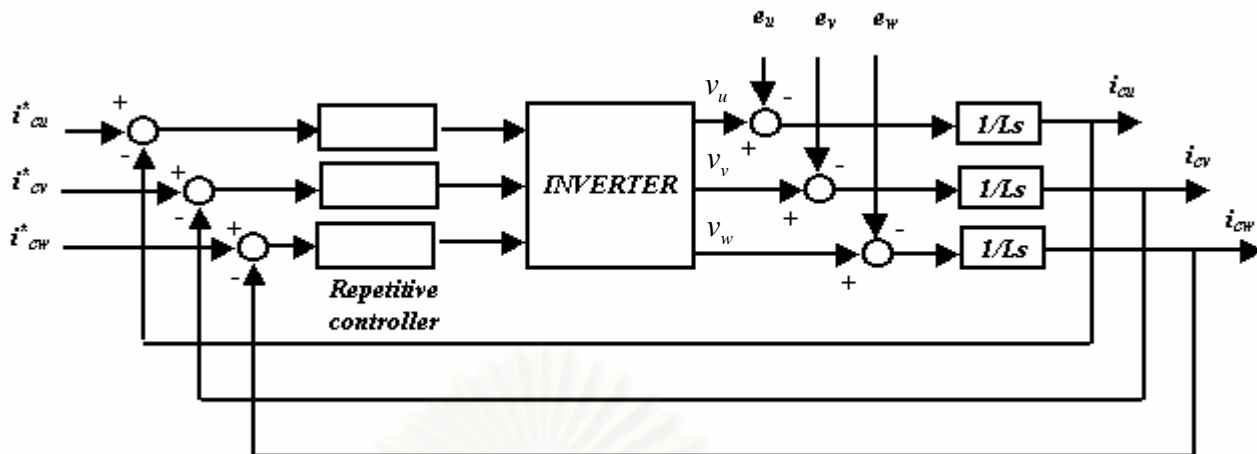 e_u e_v e_w
i*_cu + - v_u + - 1/Ls i_cu
i*_cv + - INVERTER v_v + - 1/Ls i_cv
i*_cw + - v_w + - 1/Ls i_cw
Repetitive
controller